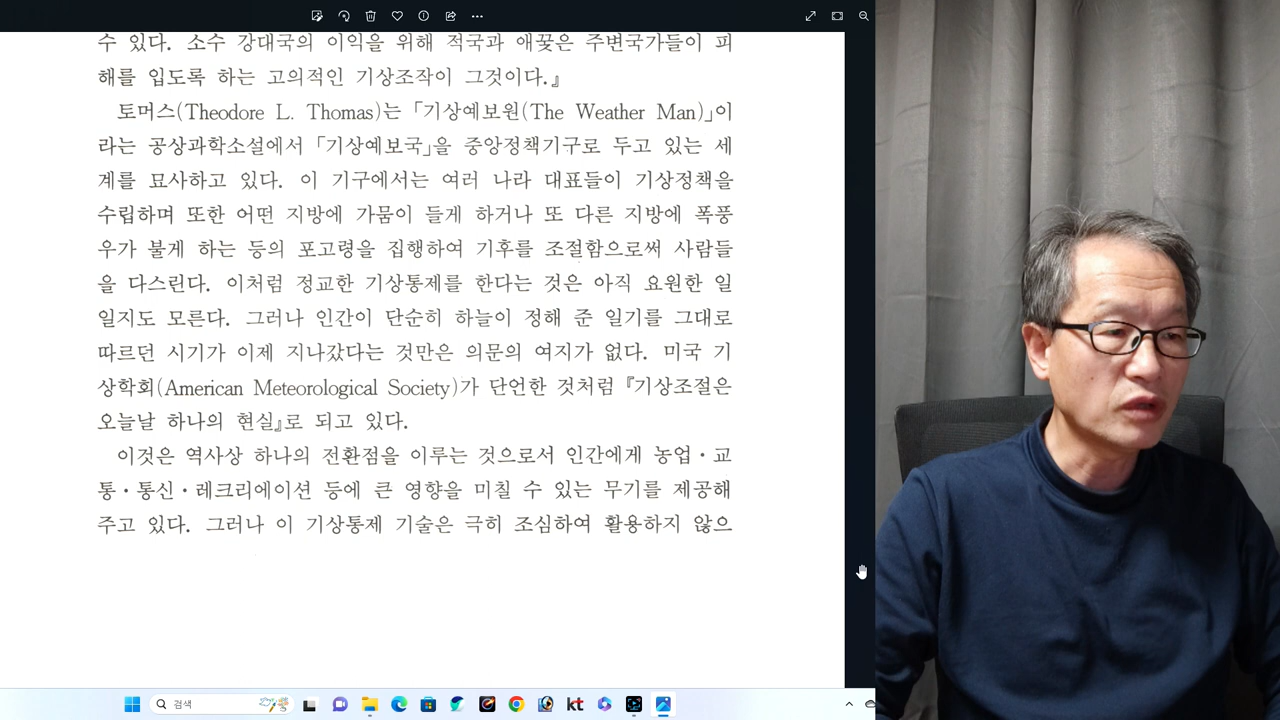 수 있다. 소수 강대국의 이익을 위해 적국과 애꿎은 주변국가들이 피
해를 입도록 하는 고의적인 기상조작이 그것이다.』
토머스(Theodore L. Thomas)는 「기상예보원(The Weather Man)」이
라는 공상과학소설에서 「기상예보국」을 중앙정책기구로 두고 있는 세
계를 묘사하고 있다. 이 기구에서는 여러 나라 대표들이 기상정책을
수립하며 또한 어떤 지방에 가뭄이 들게 하거나 또 다른 지방에 폭풍
우가 불게 하는 등의 포고령을 집행하여 기후를 조절함으로써 사람들
을 다스린다. 이처럼 정교한 기상통제를 한다는 것은 아직 요원한 일
일지도 모른다. 그러나 인간이 단순히 하늘이 정해 준 일기를 그대로
따르던 시기가 이제 지나갔다는 것만은 의문의 여지가 없다. 미국 기
상학회(American Meteorological Society)가 단언한 것처럼 『기상조절은
오늘날 하나의 현실』로 되고 있다.
이것은 역사상 하나의 전환점을 이루는 것으로서 인간에게 농업·교
통·통신·레크리에이션 등에 큰 영향을 미칠 수 있는 무기를 제공해
주고 있다. 그러나 이 기상통제 기술은 극히 조심하여 활용하지 않으
검색
kt